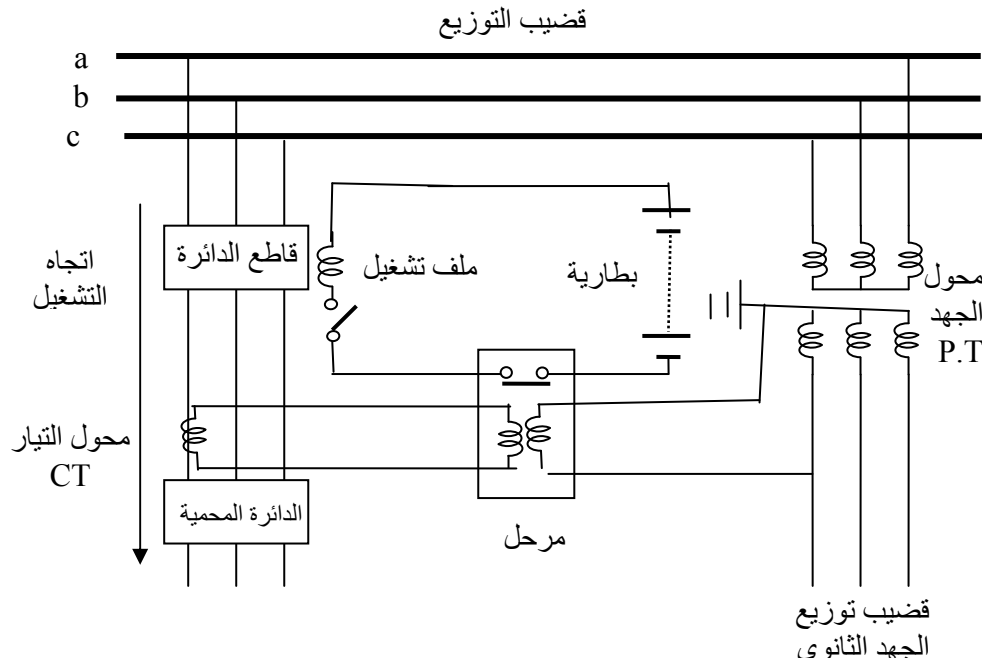 قضيب التوزيع
a
b
c
قاطع الدائرة
ملف تشغيل
بطارية
محول
الجهد
P.T
اتجاه
التشغيل
محول التيار
CT
الدائرة المحمية
مرحل
قضيب توزيع
الجهد الثانوي